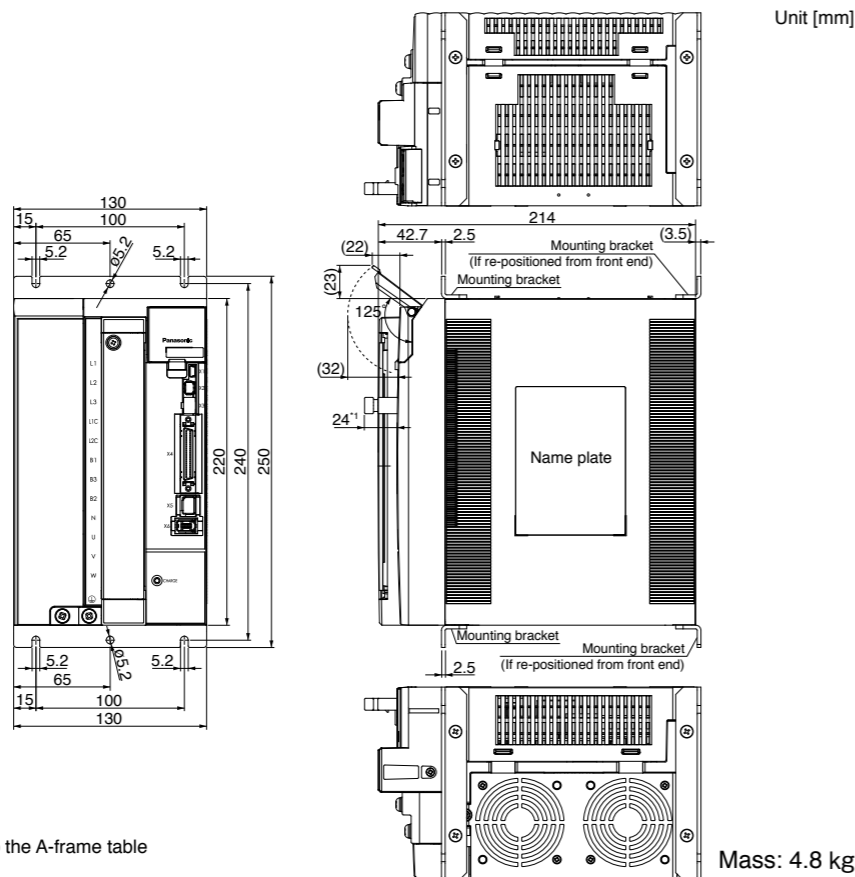 Unit [mm]
130
15
100
65
5.2
ø5.2
5.2
214
42.7
2.5
(3.5)
(22)
Mounting bracket
(If re-positioned from front end)
Mounting bracket
(23)
125°
(32)
24*1
Panasonic
X1
X2
X3
L1
L2
L3
L1C
L2C
B1
B3
B2
N
U
V
W
X4
X5
X6
CHARGE
220
240
250
Name plate
Mounting bracket
Mounting bracket
(If re-positioned from front end)
2.5
5.2
ø5.2
5.2
65
15
100
130
the A-frame table
Mass: 4.8 kg